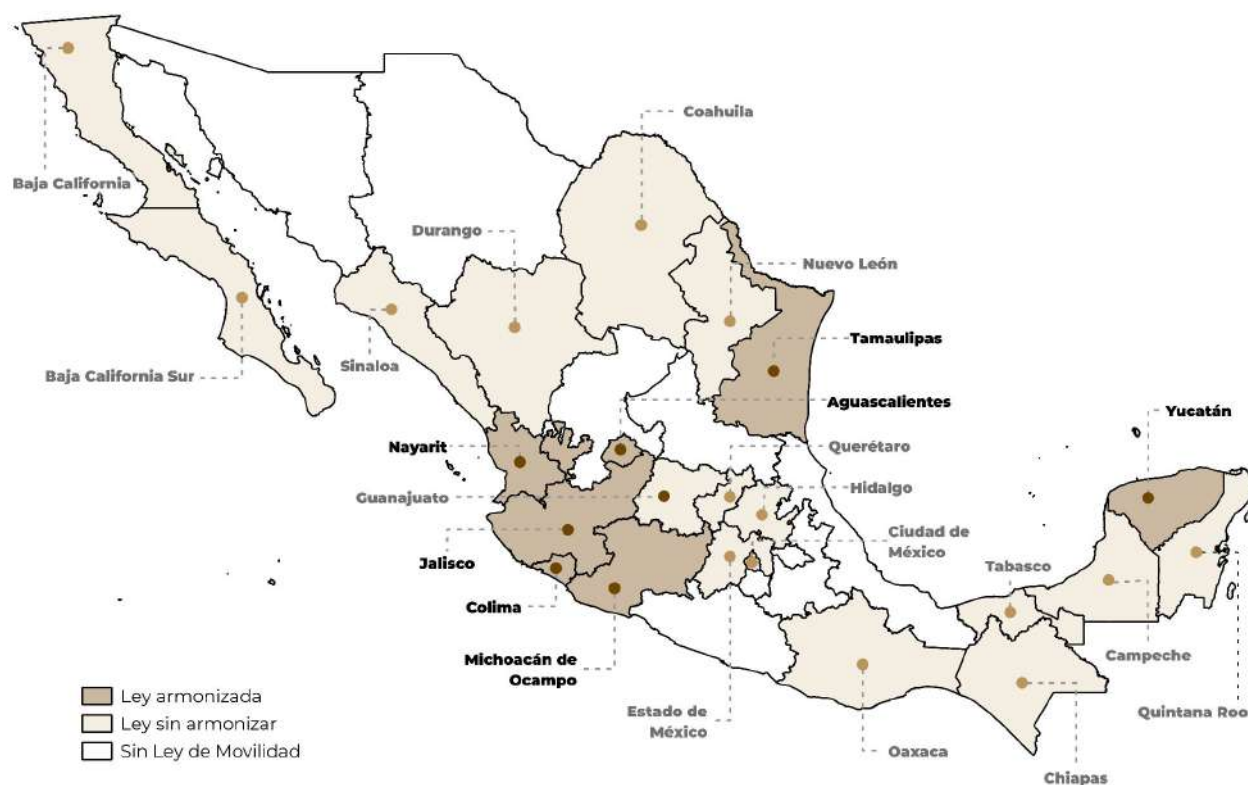 Coahuila
Baja California
Durango
Nuevo León
Tamaulipas
Baja California Sur
Sinaloa
Aguascalientes
Yucatán
Nayarit
Querétaro
Guanajuato
Hidalgo
Ciudad de
México
Jalisco
Tabasco
Colima
Michoacán de
Ocampo
Campeche
Estado de
México
Quintana Roo
Oaxaca
Chiapas
Ley armonizada
Ley sin armonizar
Sin Ley de Movilidad